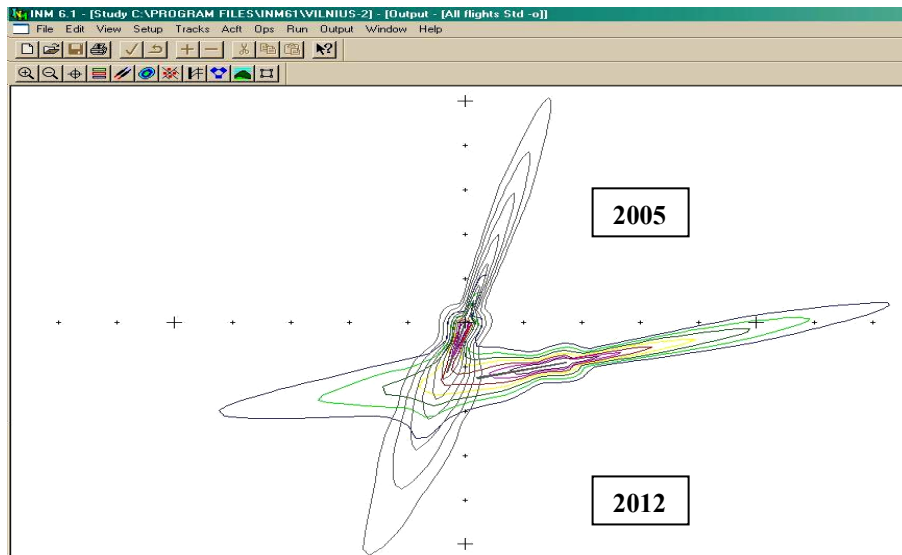 INM 6.1 - [Study C:\PROGRAM FILES\INM61\VILNIUS-2] - [Output - [All flights Std -o]]
File Edit View Setup Tracks Acft Ops Run Output Window Help
2005
2012